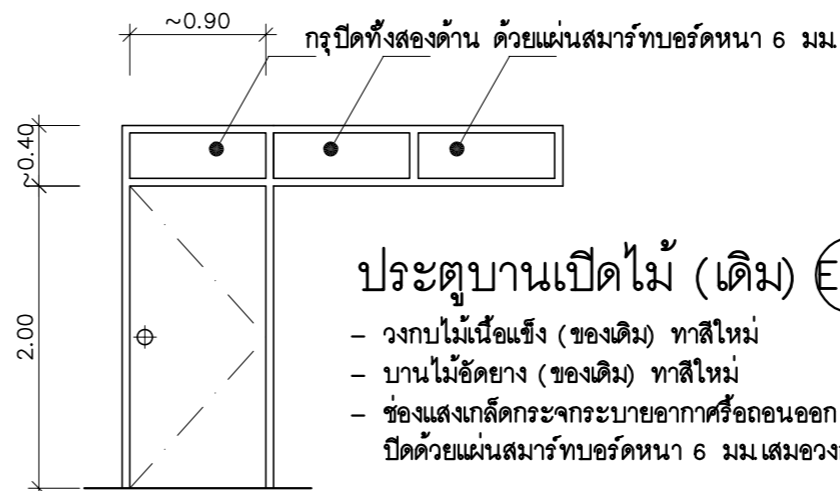 ~0.90
กรุปิดทั้งสองด้าน ด้วยแผ่นสมาร์ทบอร์ดหนา 6 มม.
~0.40
2.00
ประตูบานเปิดไม้ (เดิม) E
- วงกบไม้เนื้อแข็ง (ของเดิม) ทาสีใหม่
- บานไม้อัดยาง (ของเดิม) ทาสีใหม่
- ช่องแสงเกล็ดกระจกระบายอากาศรื้อถอนออก
ปิดด้วยแผ่นสมาร์ทบอร์ดหนา 6 มม.เสมอวง